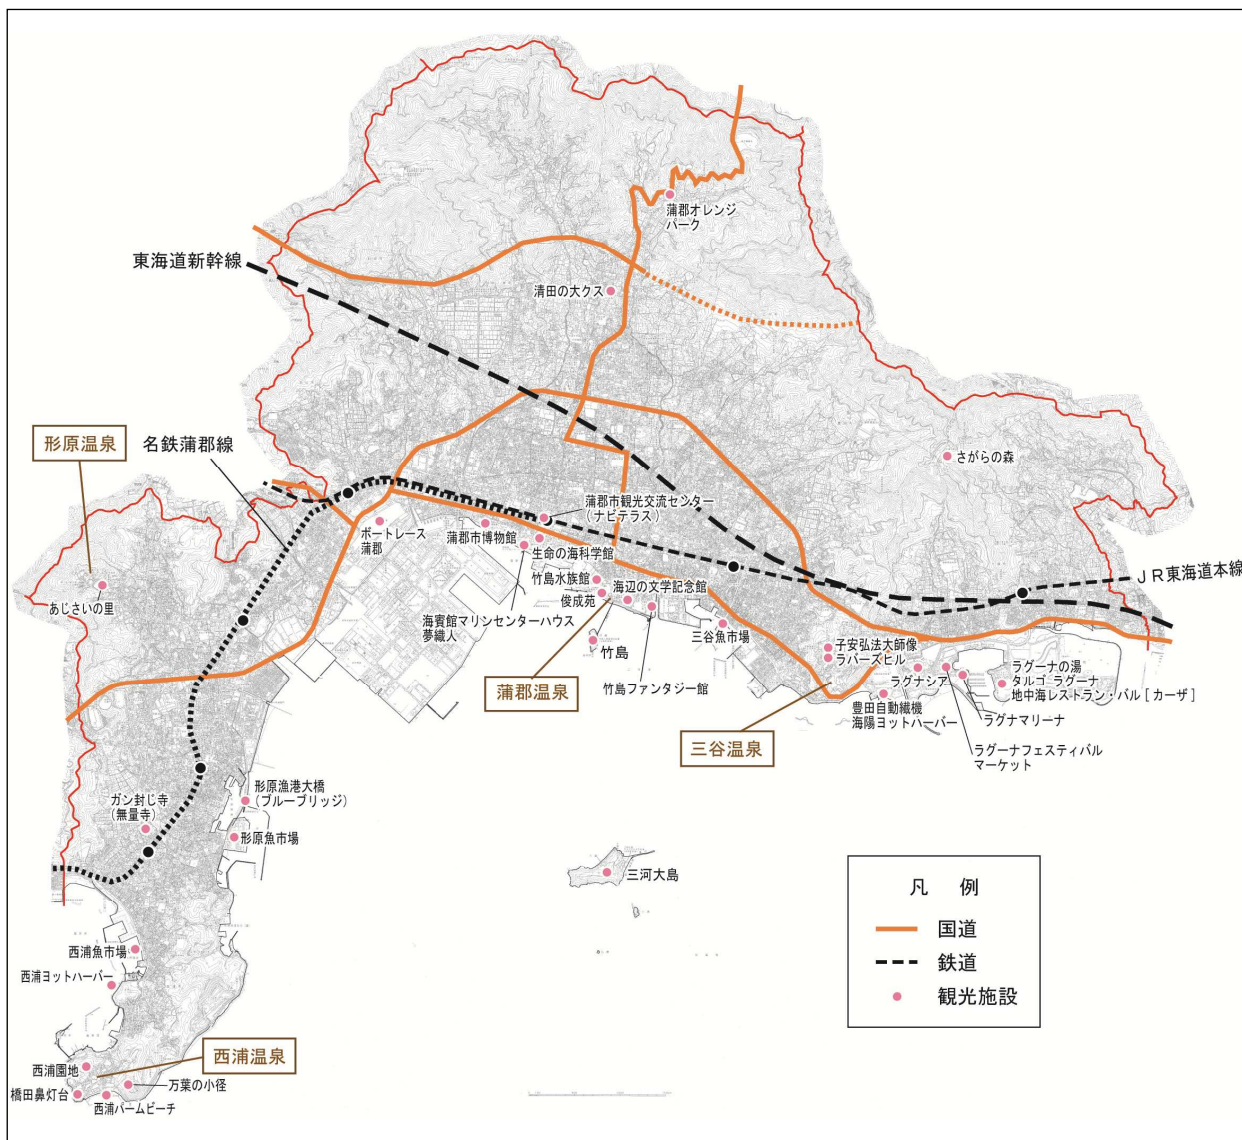 蒲郡オレンジ
パーク
東海道新幹線
清田の大クス
形原温泉
名鉄蒲郡線
さがらの森
蒲郡市観光交流センター
(ナビテラス)
ボートレース
蒲郡
蒲郡市博物館
生命の海科学館
JR東海道本線
あじさいの里
竹島水族館
海辺の文学記念館
俊成苑
海賓館マリンセンターハウス
夢織人
三谷魚市場
竹島
子安弘法大師像
ラバーズヒル
蒲郡温泉
竹島ファンタジー館
ラグナシア
ラグーナの湯
タルゴ ラグーナ
地中海レストラン・バル[カーザ]
豊田自動織機
海陽ヨットハーバー
ラグナマリーナ
三谷温泉
ラグーナフェスティバル
マーケット
形原漁港大橋
(ブルーブリッジ)
ガン封じ寺
(無量寺)
形原魚市場
三河大島
凡 例
国道
鉄道
観光施設
西浦魚市場
西浦ヨットハーバー
西浦温泉
西浦園地
万葉の小径
橋田鼻灯台
西浦パームビーチ